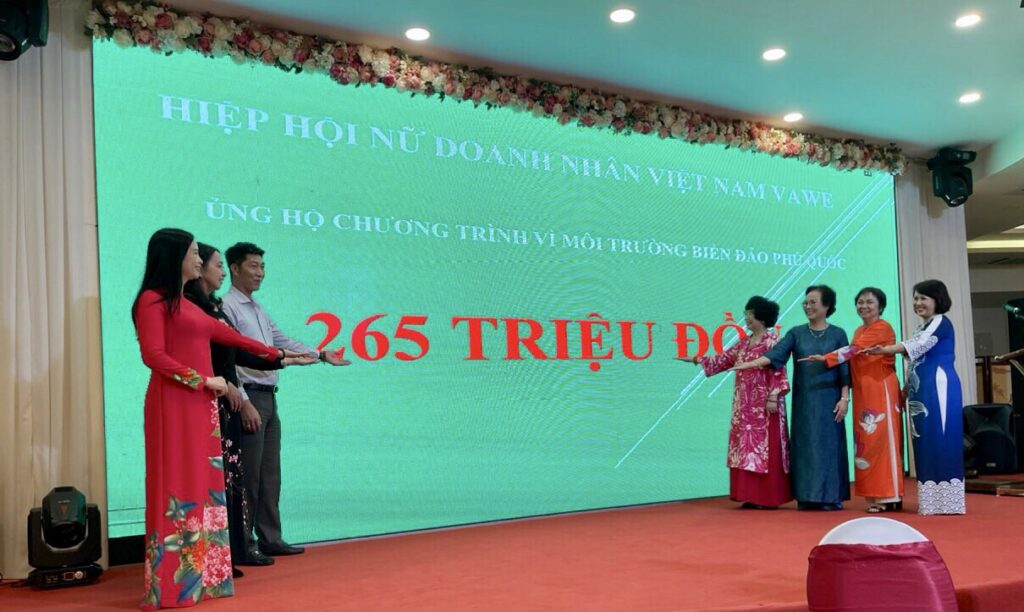 HIỆP HỘI NỮ DOANH NHÂN VIỆT NAM VAWE
ỦNG HỘ CHƯƠNG TRÌNH VÌ MÔI TRƯỜNG BIỂN ĐẢO PHÚ QUỐC
265 TRIỆU ĐỒN